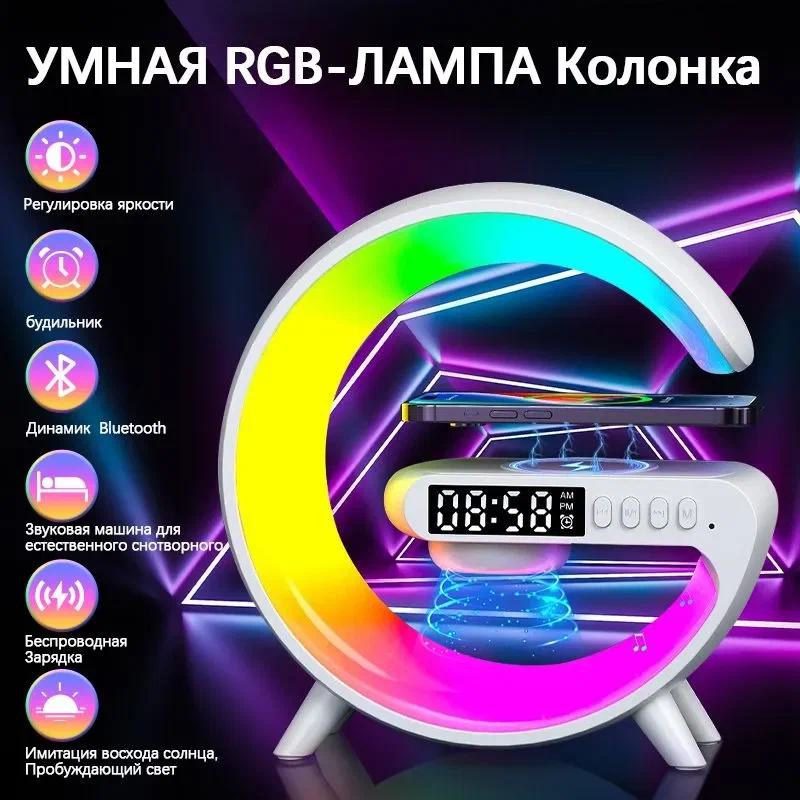 УМНАЯ RGB-ЛАМПА Колонка
Регулировка яркости
будильник
Динамик Bluetooth
Звуковая машина для
естественного снотворного
Беспроводная
Зарядка
Имитация восхода солнца,
Пробуждающий свет
08:58
AM
PM
M